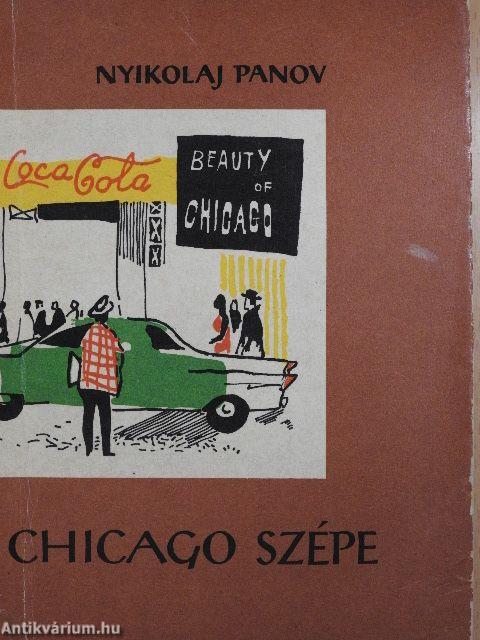 NYIKOLAJ PANOV
Coca Cola
BEAUTY
OF
CHICAGO
CHICAGO SZÉPE
Antikvárium.hu